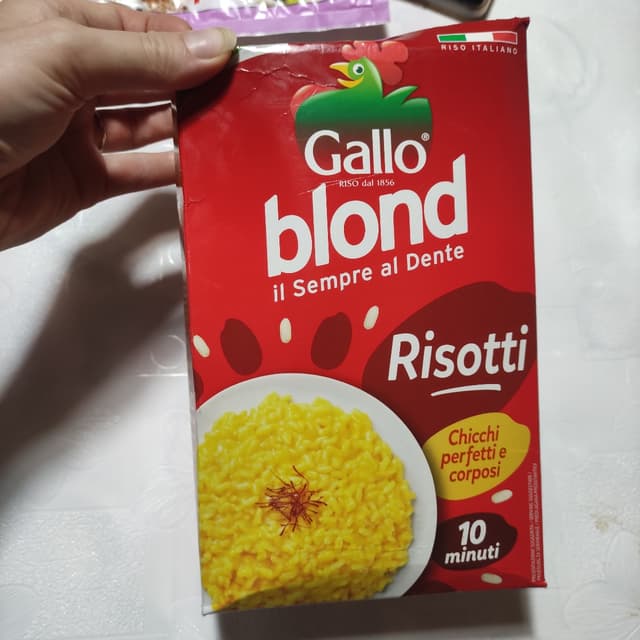 RISO ITALIANO
Gallo®
RISO dal 1856
blond
il Sempre al Dente
Risotti
Chicchi
perfetti e
corposi
10
minuti